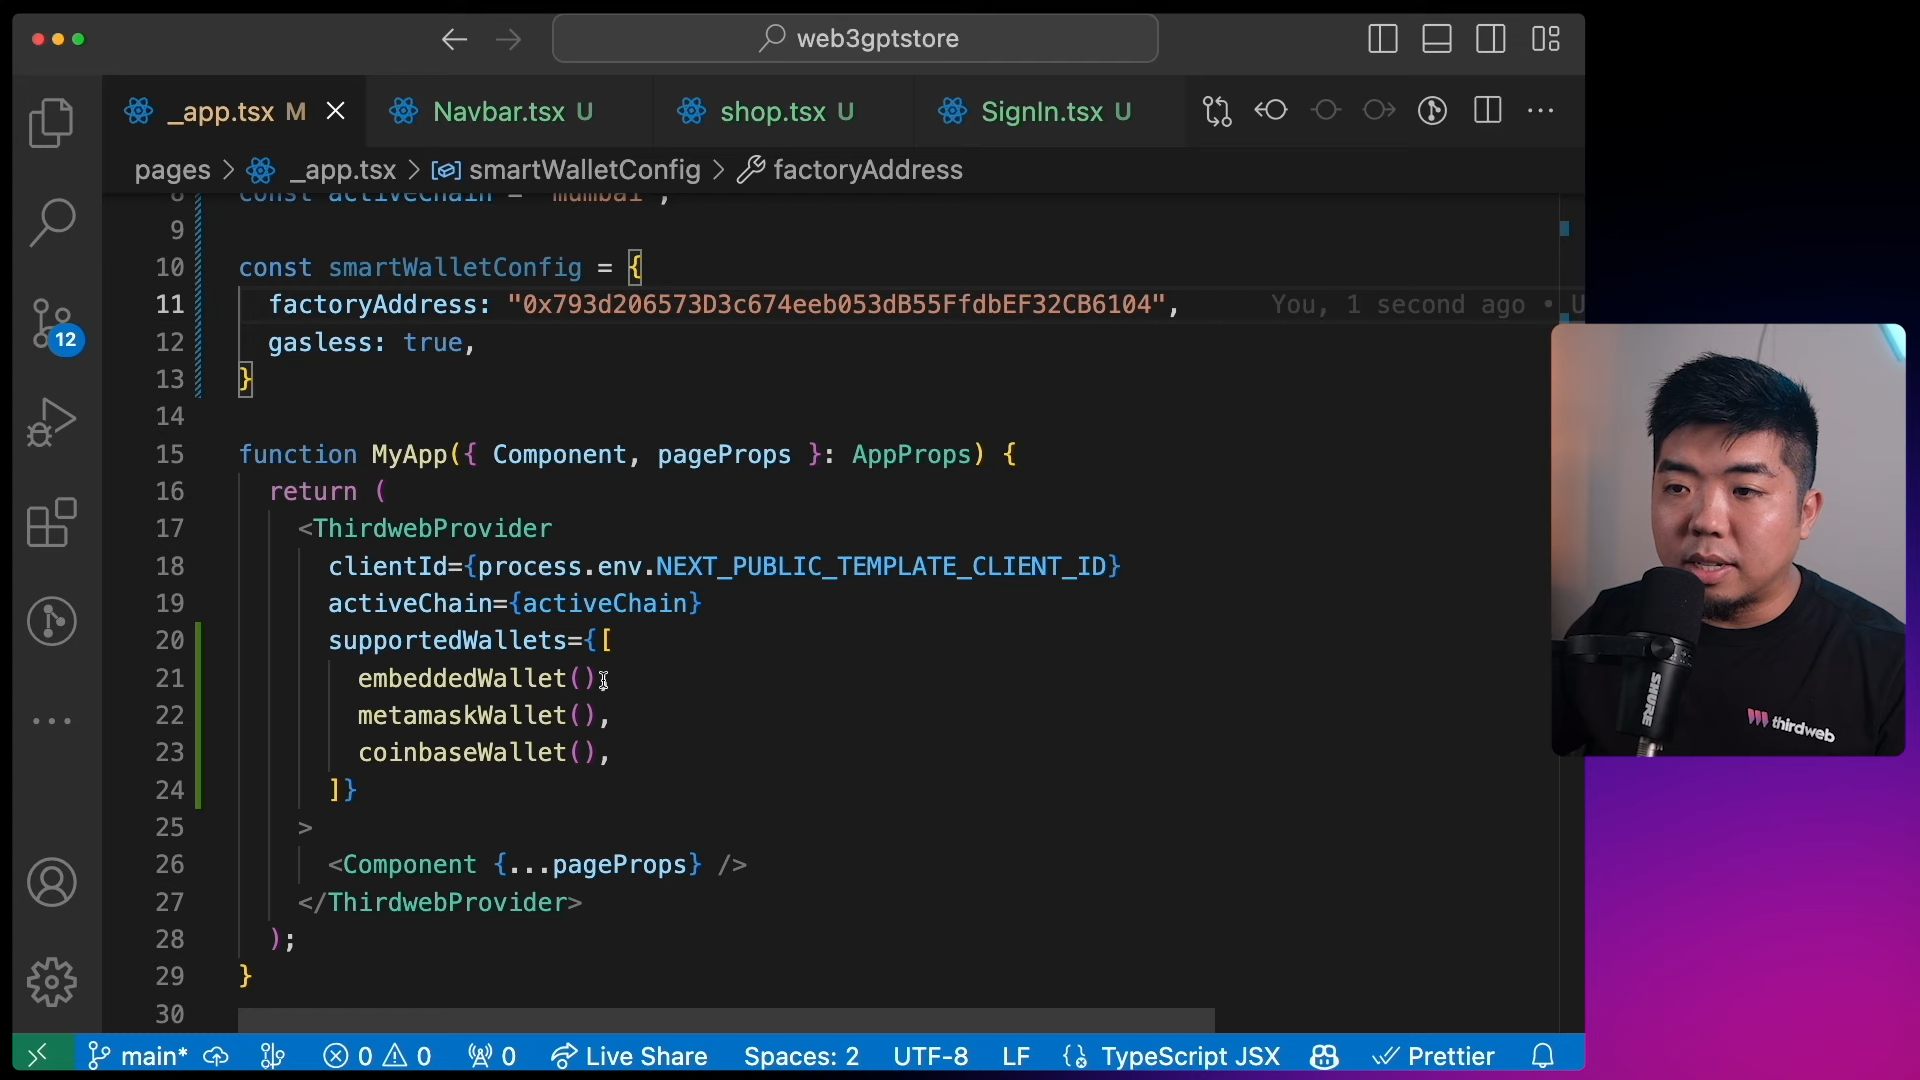 web3gptstore
_app.tsx M
Navbar.tsx U
shop.tsx U
SignIn.tsx U
pages > _app.tsx > smartWalletConfig > factoryAddress
8 const activeChain = "mumbai";
9
10 const smartWalletConfig = {
11 factoryAddress: "0x793d206573D3c674eeb053dB55FfdbEF32CB6104", You, 1 second ago • U
12 gasless: true,
13 }
14
15 function MyApp({ Component, pageProps }: AppProps) {
16 return (
17 <ThirdwebProvider
18 clientId={process.env.NEXT_PUBLIC_TEMPLATE_CLIENT_ID}
19 activeChain={activeChain}
20 supportedWallets={[
21 embeddedWallet(),
22 metamaskWallet(),
23 coinbaseWallet(),
24 ]}
25 >
26 <Component {...pageProps} />
27 </ThirdwebProvider>
28 );
29 }
30
12
SHURE
thirdweb
main* 0 0 0 Live Share Spaces: 2 UTF-8 LF TypeScript JSX Prettier